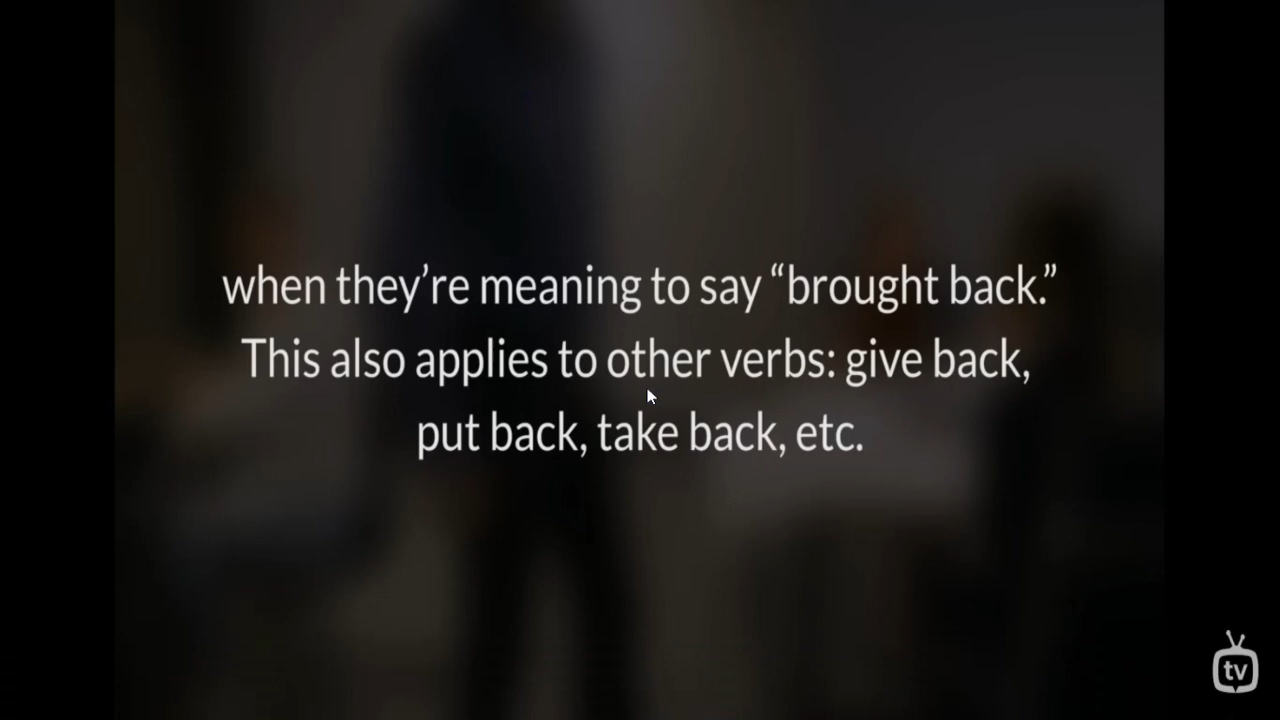 when they’re meaning to say “brought back.”
This also applies to other verbs: give back,
put back, take back, etc.
tv